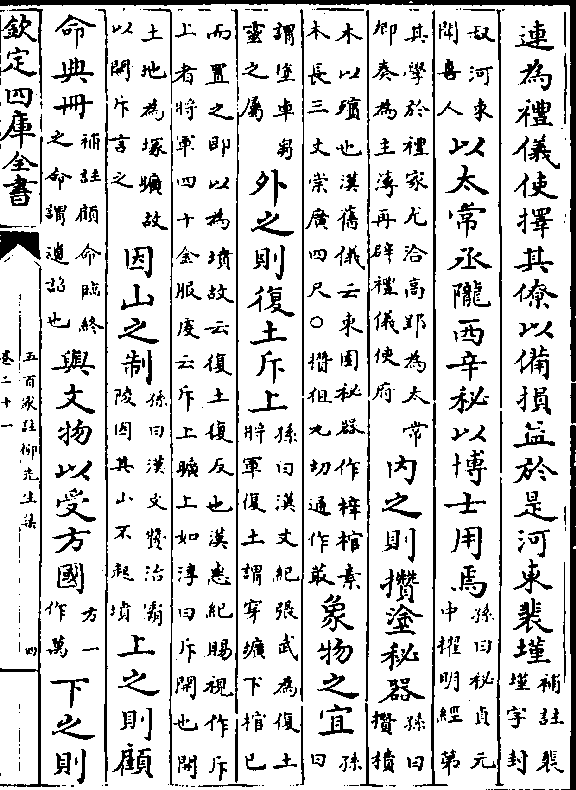 連為禮儀使擇其僚以備損益於是河東裴墐補註裴墐字封
叔河東聞喜人以太常丞隴西辛秘以博士用焉孫曰秘貞元中擢明經第
其學於禮家尤洽高郢為太常卿奏為主簿再辟禮儀使府内之則攢塗秘器孫曰攢攢
木以殯也漢舊儀云東園秘器作梓棺素木長三丈崇廣四尺○攢徂丸切通作菆象物之宜孫曰
謂塗車芻靈之屬外之則復土斥上孫曰漢文紀張武為復土將軍復土謂穿壙下棺已
而置之即以為墳故云復土復反也漢惠紀賜視作斥上者將軍四十金服虔云斥上壙上如淳曰斥開也開
土地為塚壙故以開斥言之因山之制孫曰漢文贊治霸陵因其山不起墳上之則顧
命典冊補註顧命臨終之命謂遺詔也與文物以受方國方一作萬下之則
欽定四庫全書
五百家註柳先生集
卷二十一
四